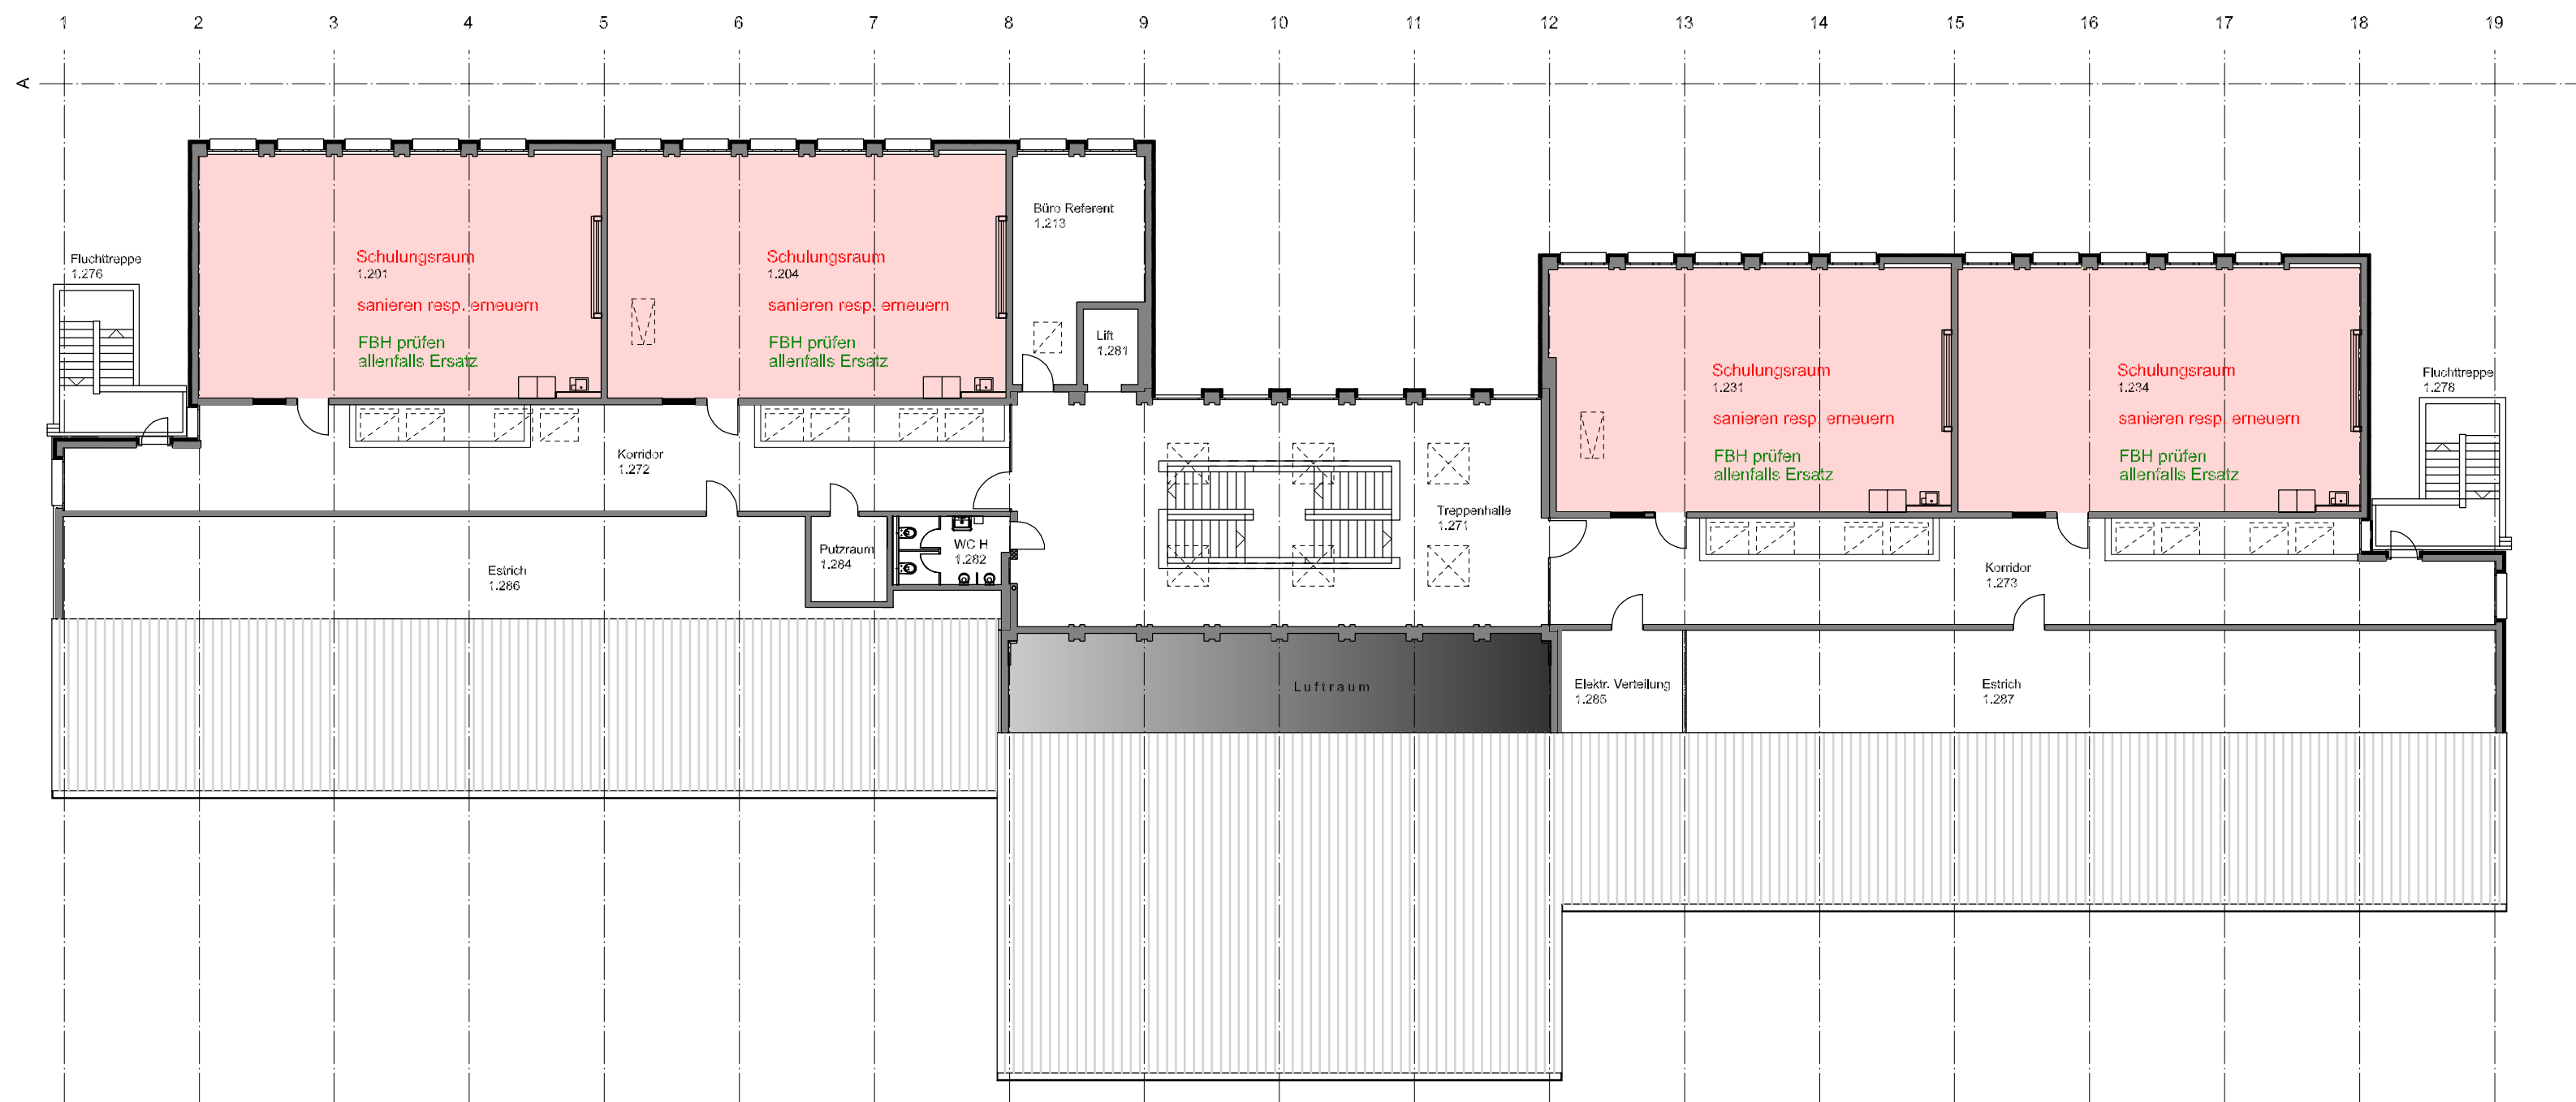 1 2 3 4 5 6 7 8 9 10 11 12 13 14 15 16 17 18 19
A
Fluchttreppe
1.276
Schulungsraum
1.201
sanieren resp. erneuern
FBH prüfen
allenfalls Ersatz
Schulungsraum
1.204
sanieren resp. erneuern
FBH prüfen
allenfalls Ersatz
Büro Referent
1.213
Lift
1.281
Schulungsraum
1.231
sanieren resp. erneuern
FBH prüfen
allenfalls Ersatz
Schulungsraum
1.234
sanieren resp. erneuern
FBH prüfen
allenfalls Ersatz
Fluchttreppe
1.278
Korridor
1.272
Treppenhalle
1.271
Putzraum
1.284
WC H
1.282
Estrich
1.286
Korridor
1.273
Luftraum
Elektr. Verteilung
1.285
Estrich
1.287